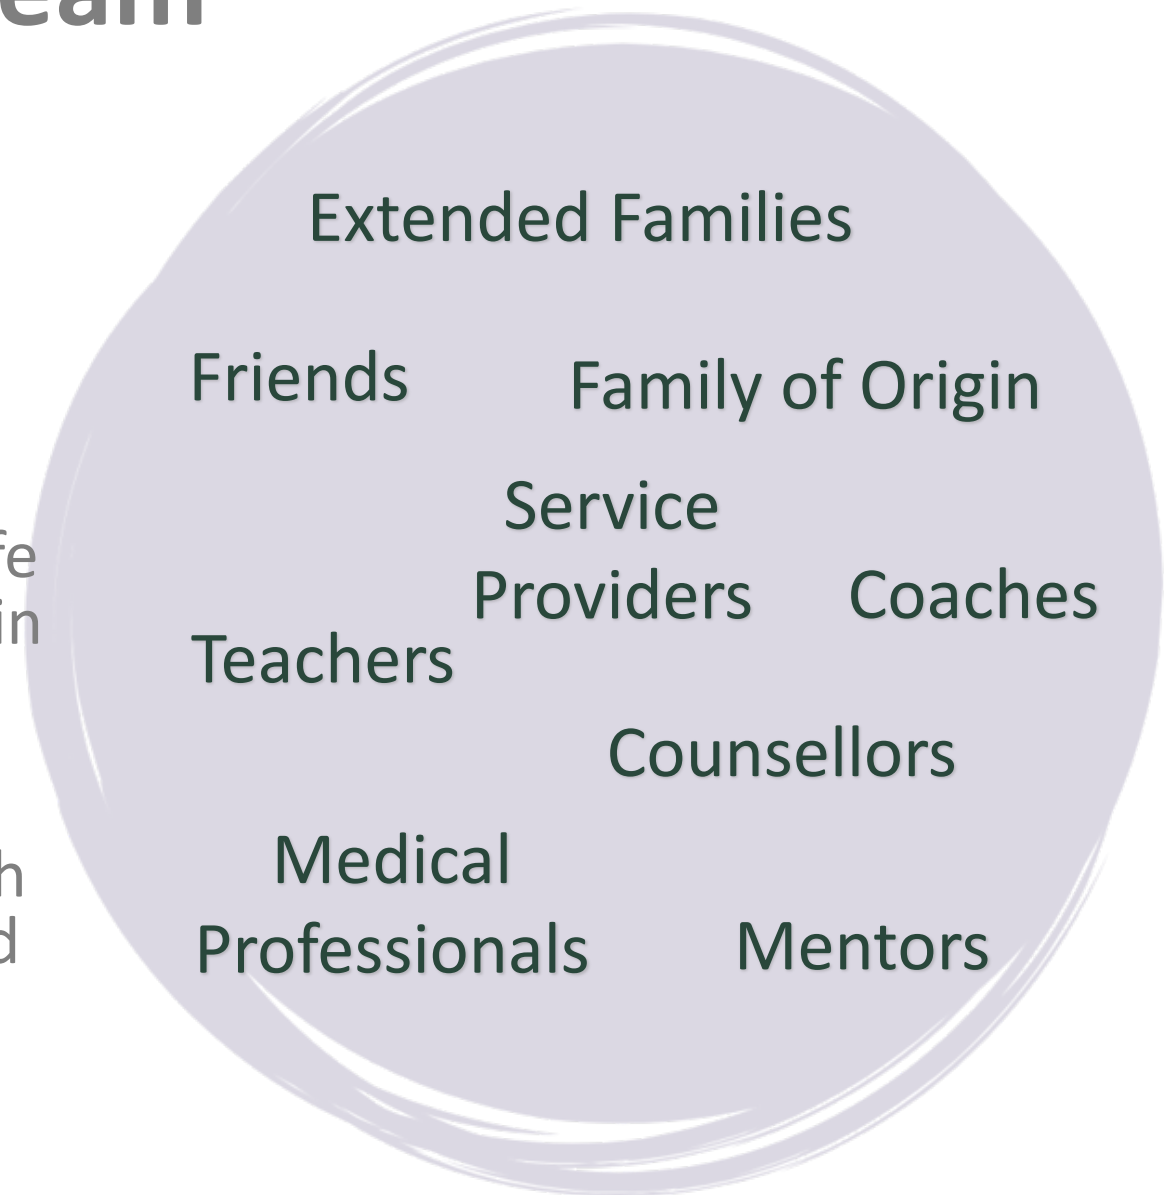 Extended Families
Friends
Family of Origin
Service
Providers
Coaches
Teachers
Counsellors
Medical
Professionals
Mentors